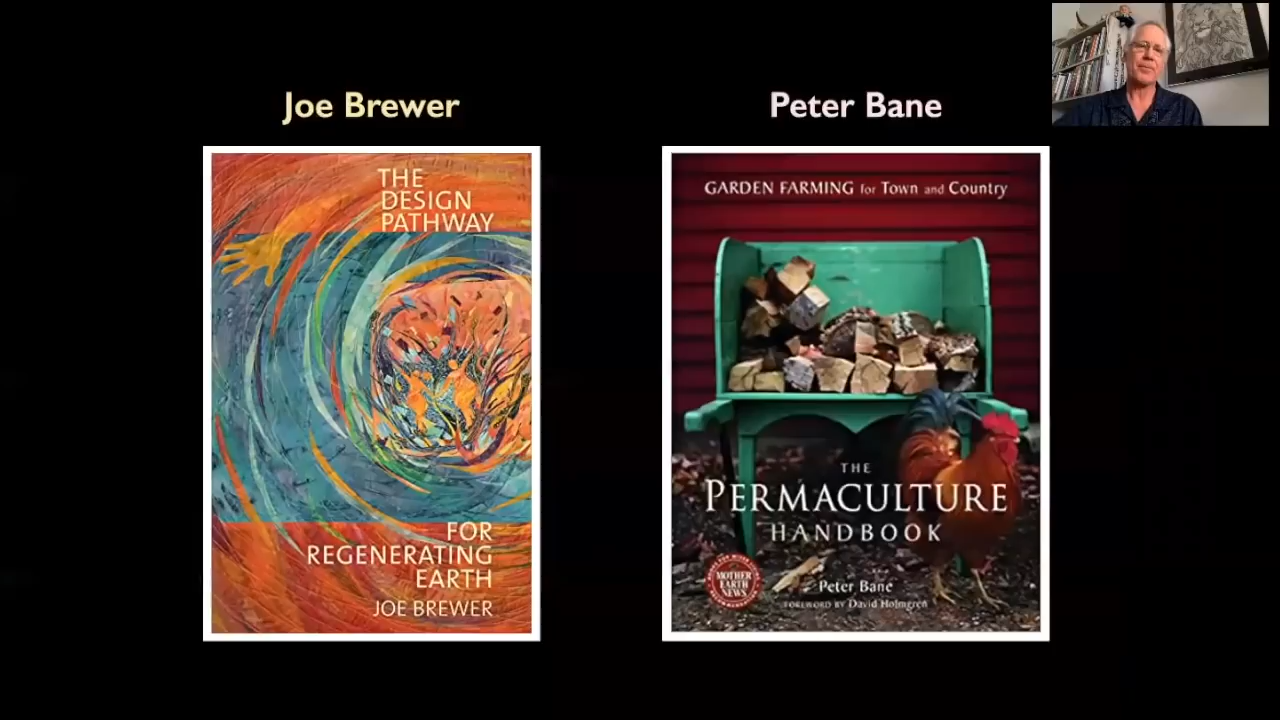 Joe Brewer
THE
DESIGN
PATHWAY
FOR
REGENERATING
EARTH
JOE BREWER
Peter Bane
GARDEN FARMING for Town and Country
THE
PERMACULTURE
HANDBOOK
MOTHER
EARTH
NEWS
Peter Bane
FOREWORD BY David Holmgren